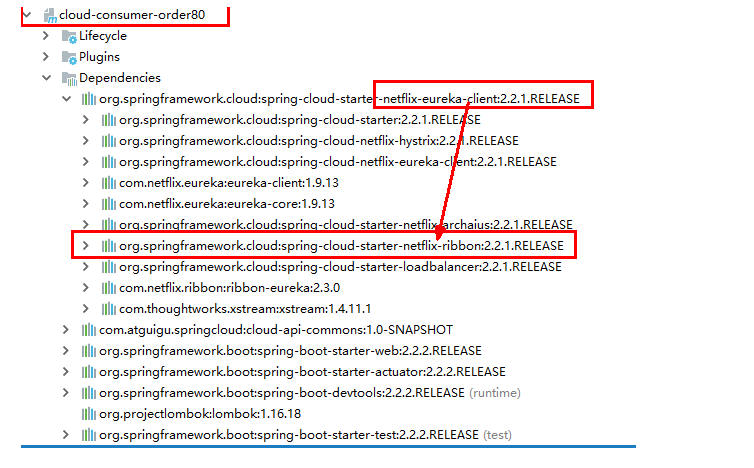 cloud-consumer-order80
Lifecycle
Plugins
Dependencies
org.springframework.cloud:spring-cloud-starter-netflix-eureka-client:2.2.1.RELEASE
org.springframework.cloud:spring-cloud-starter:2.2.1.RELEASE
org.springframework.cloud:spring-cloud-netflix-hystrix:2.2.1.RELEASE
org.springframework.cloud:spring-cloud-netflix-eureka-client:2.2.1.RELEASE
com.netflix.eureka:eureka-client:1.9.13
com.netflix.eureka:eureka-core:1.9.13
org.springframework.cloud:spring-cloud-starter-netflix-archaius:2.2.1.RELEASE
org.springframework.cloud:spring-cloud-starter-netflix-ribbon:2.2.1.RELEASE
org.springframework.cloud:spring-cloud-starter-loadbalancer:2.2.1.RELEASE
com.netflix.ribbon:ribbon-eureka:2.3.0
com.thoughtworks.xstream:xstream:1.4.11.1
com.atguigu.springcloud:cloud-api-commons:1.0-SNAPSHOT
org.springframework.boot:spring-boot-starter-web:2.2.2.RELEASE
org.springframework.boot:spring-boot-starter-actuator:2.2.2.RELEASE
org.springframework.boot:spring-boot-devtools:2.2.2.RELEASE (runtime)
org.projectlombok:lombok:1.16.18
org.springframework.boot:spring-boot-starter-test:2.2.2.RELEASE (test)